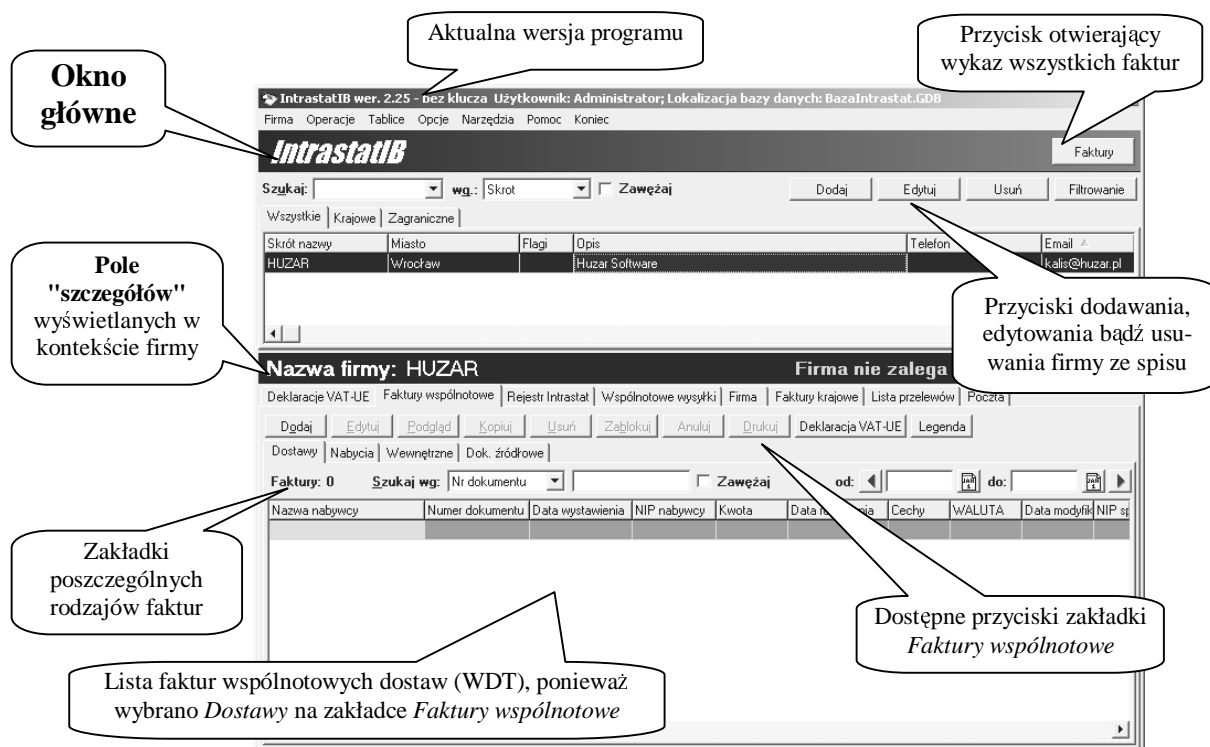 Aktualna wersja programu
Przycisk otwierający
wykaz wszystkich faktur
Okno
główne
IntrastatIB wer. 2.25 - bez klucza Użytkownik: Administrator; Lokalizacja bazy danych: BazaIntrastat.GDB
Firma Operacje Tablice Opcje Narzędzia Pomoc Koniec
IntrastatIB
Faktury
Szukaj: wg.: Skrot Zawężaj Dodaj Edytuj Usuń Filtrowanie
Wszystkie Krajowe Zagraniczne
Skrót nazwy Miasto Flagi Opis Telefon Email
HUZAR Wrocław Huzar Software kalis@huzar.pl
Pole
"szczegółów"
wyświetlanych w
kontekście firmy
Przyciski dodawania,
edytowania bądź usu-
wania firmy ze spisu
Nazwa firmy: HUZAR Firma nie zalega
Deklaracje VAT-UE Faktury wspólnotowe Rejestr Intrastat Wspólnotowe wysyłki Firma Faktury krajowe Lista przelewów Poczta
Dodaj Edytuj Podgląd Kopiuj Usuń Zablokuj Anuluj Drukuj Deklaracja VAT-UE Legenda
Dostawy Nabycia Wewnętrzne Dok. źródłowe
Faktury: 0 Szukaj wg: Nr dokumentu Zawężaj od: do:
Nazwa nabywcy Numer dokumentu Data wystawienia NIP nabywcy Kwota Data Cechy WALUTA Data modyfik NIP
Zakładki
poszczególnych
rodzajów faktur
Dostępne przyciski zakładki
Faktury wspólnotowe
Lista faktur wspólnotowych dostaw (WDT), ponieważ
wybrano Dostawy na zakładce Faktury wspólnotowe